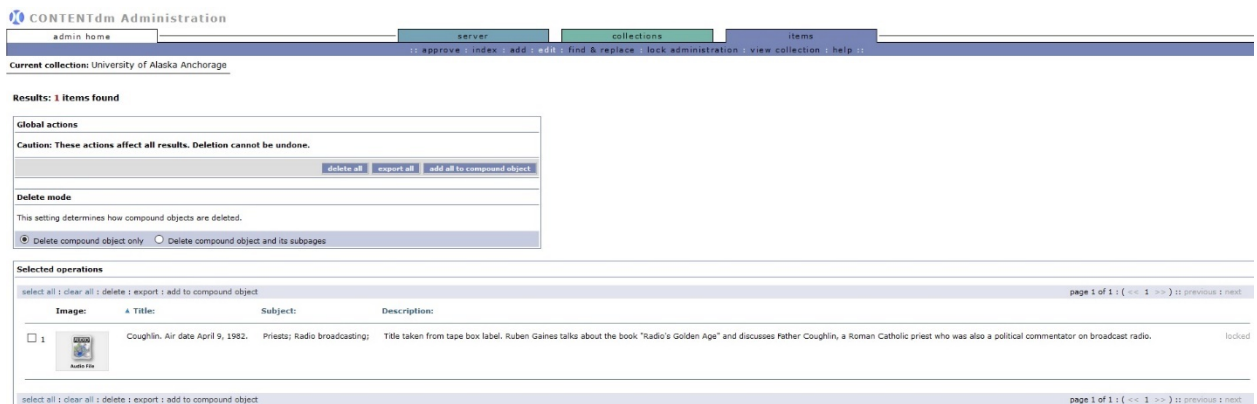 CONTENTdm Administration
admin home server collections items
:: approve : index : add : edit : find & replace : lock administration : view collection : help ::
Current collection: University of Alaska Anchorage
Results: 1 items found
Global actions
Caution: These actions affect all results. Deletion cannot be undone.
delete all export all add all to compound object
Delete mode
This setting determines how compound objects are deleted.
Delete compound object only Delete compound object and its subpages
Selected operations
select all : clear all : delete : export : add to compound object page 1 of 1 : ( << 1 >> ) :: previous : next
Image: ▲ Title: Subject: Description:
1 Coughlin. Air date April 9, 1982. Priests; Radio broadcasting; Title taken from tape box label. Ruben Gaines talks about the book "Radio's Golden Age" and discusses Father Coughlin, a Roman Catholic priest who was also a political commentator on broadcast radio. locked
AUDIO
Audio File
select all : clear all : delete : export : add to compound object page 1 of 1 : ( << 1 >> ) :: previous : next